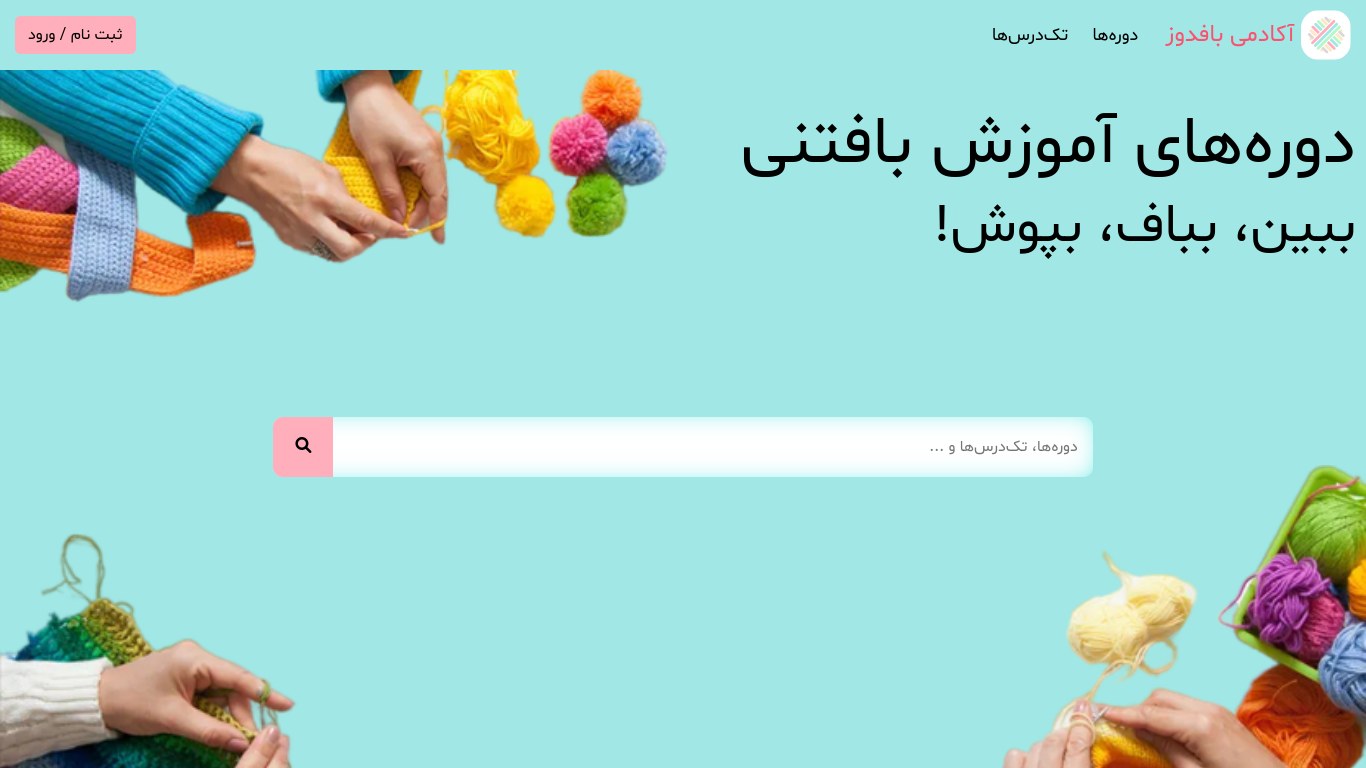 آکادمی بافدوز
دوره‌ها
تک‌درس‌ها
ثبت نام / ورود
دوره‌های آموزش بافتنی
ببین، بباف، بپوش!
دوره‌ها، تک‌درس‌ها و ...